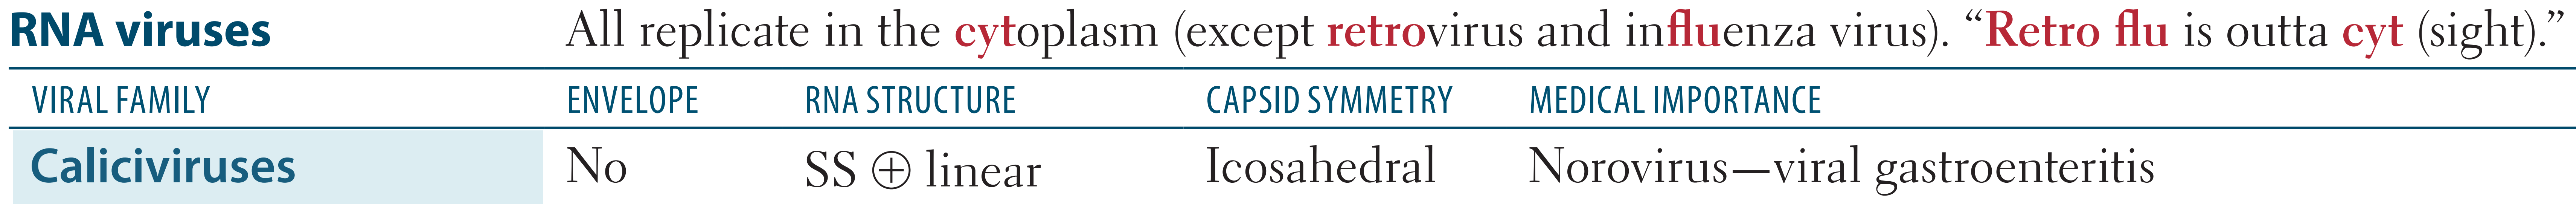 RNA viruses All replicate in the cytoplasm (except retrovirus and influenza virus). “Retro flu is outta cyt (sight).”
VIRAL FAMILY ENVELOPE RNA STRUCTURE CAPSID SYMMETRY MEDICAL IMPORTANCE
Caliciviruses No SS ⊕ linear Icosahedral Norovirus—viral gastroenteritis